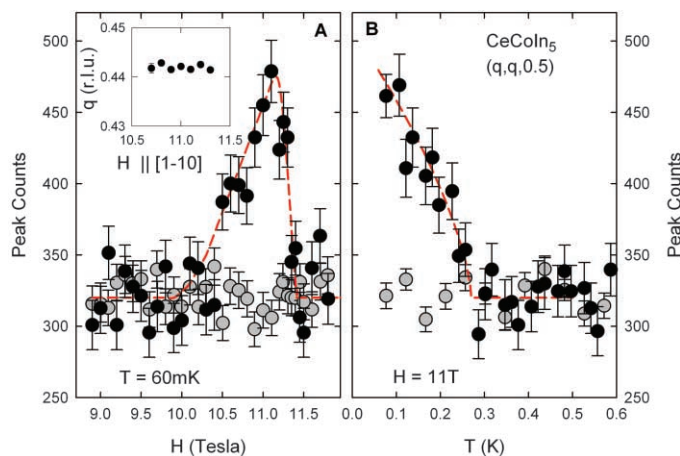 500
450
400
350
300
250
Peak Counts
0.45
0.44
0.43
q (r.l.u.)
10.5 11.0 11.5
H || [1-10]
A
T = 60mK
9.0 9.5 10.0 10.5 11.0 11.5
H (Tesla)
B
CeCoIn5
(q,q,0.5)
H = 11T
0.0 0.1 0.2 0.3 0.4 0.5 0.6
T (K)
500
450
400
350
300
250
Peak Counts